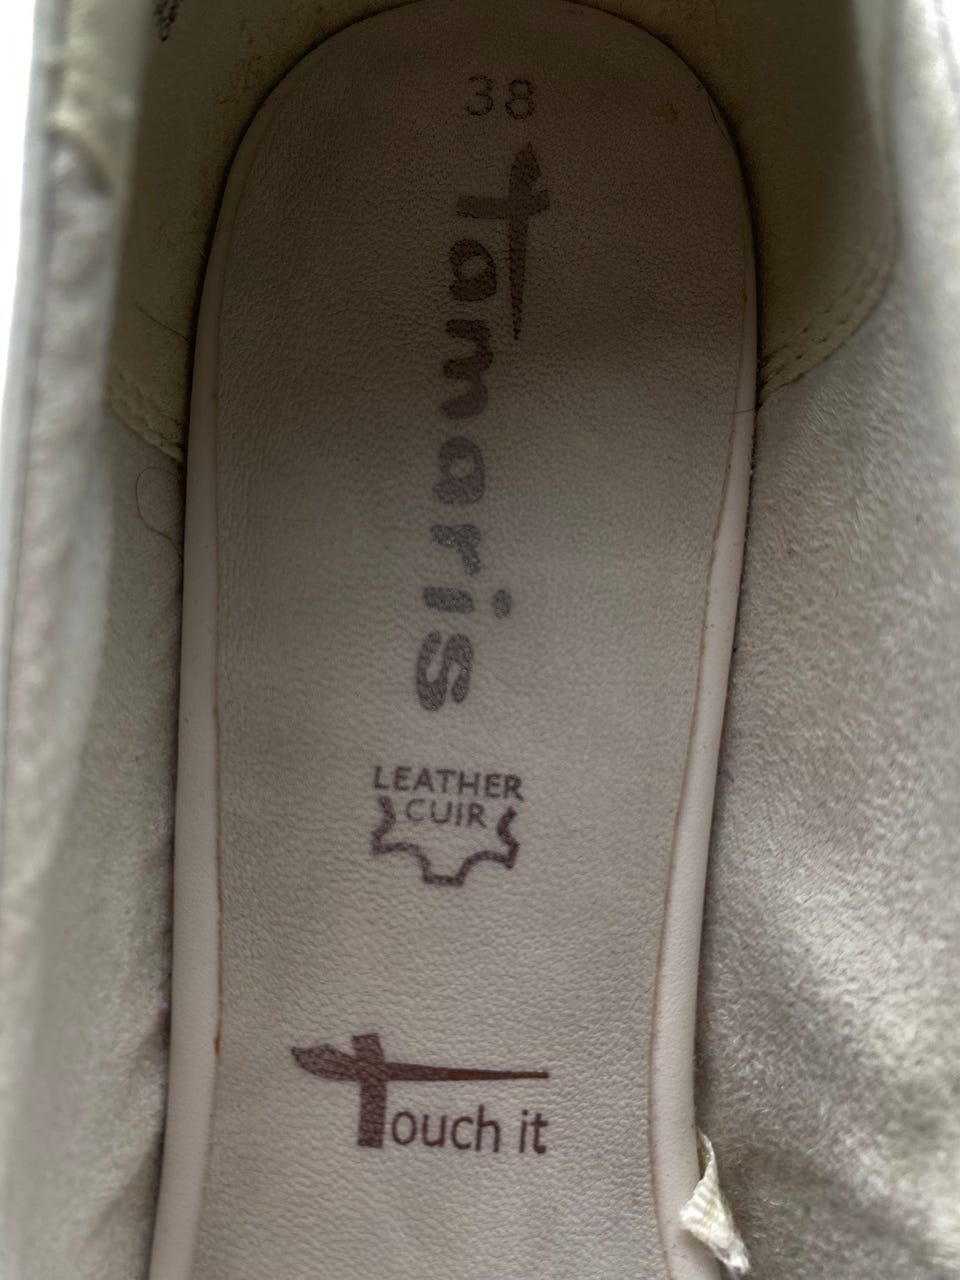 38
Tamaris
LEATHER
CUIR
Touch it